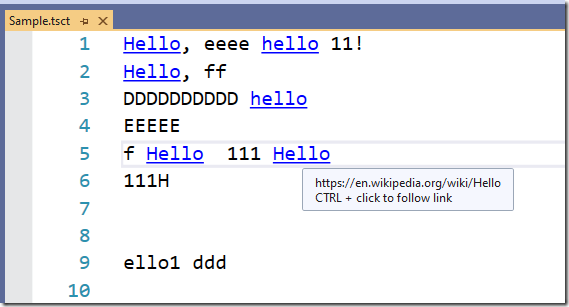 Sample.tsct
1 Hello, eeee hello 11!
2 Hello, ff
3 DDDDDDDDDD hello
4 EEEEE
5 f Hello  111 Hello
6 111H
https://en.wikipedia.org/wiki/Hello
CTRL + click to follow link
7
8
9 ello1 ddd
10